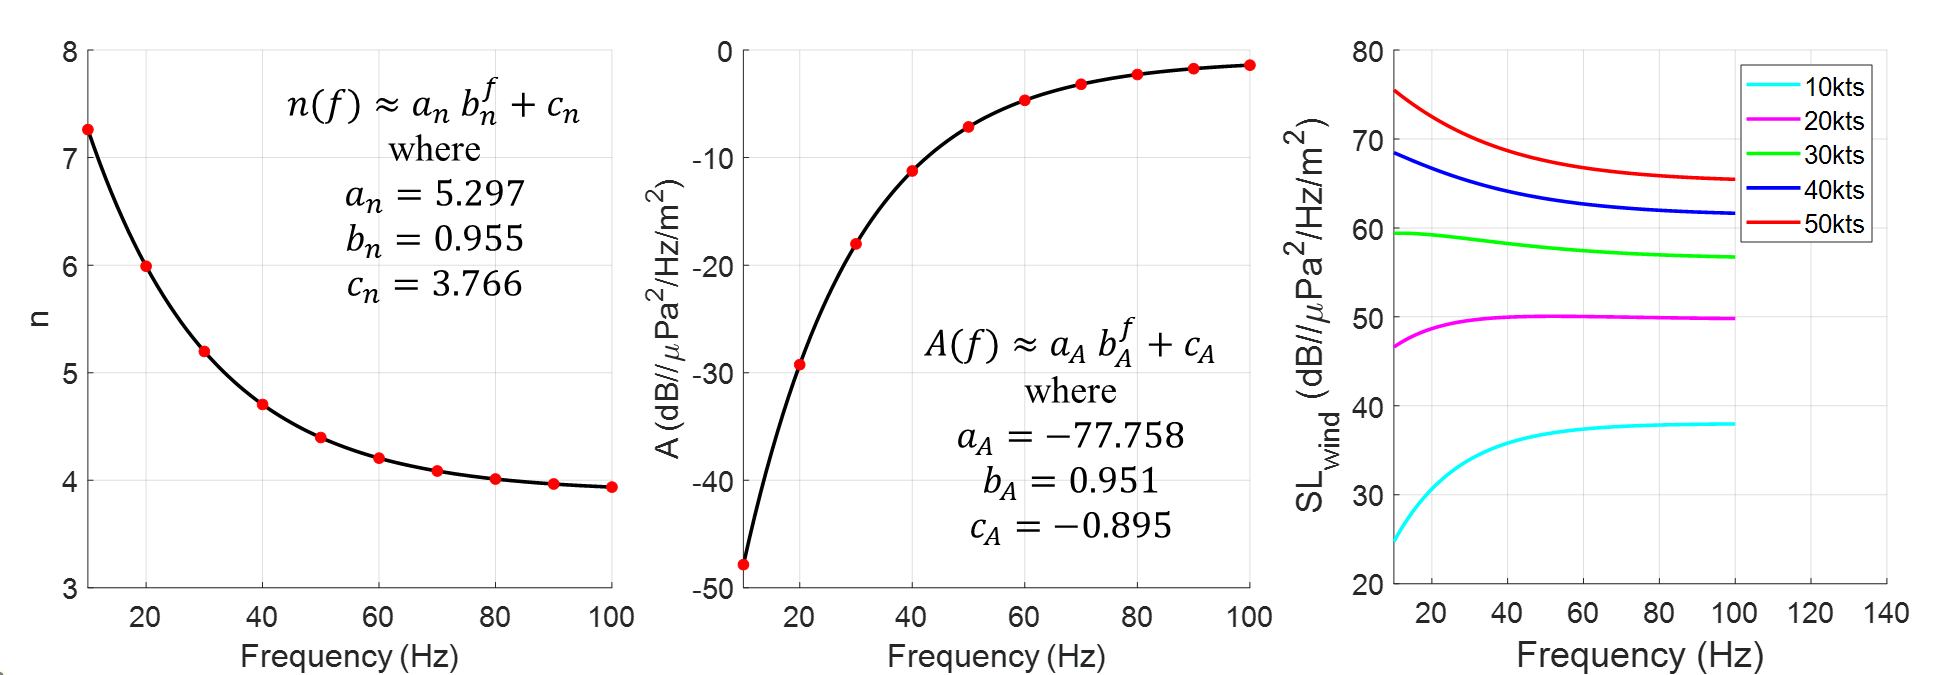 8
7
6
5
4
3
20
40
60
80
100
n
Frequency (Hz)
n(f) ≈ aₙ bₙᶠ + cₙ
where
aₙ = 5.297
bₙ = 0.955
cₙ = 3.766
0
-10
-20
-30
-40
-50
20
40
60
80
100
A (dB// μPa²/Hz/m²)
Frequency (Hz)
A(f) ≈ a_A b_A^f + c_A
where
a_A = −77.758
b_A = 0.951
c_A = −0.895
80
70
60
50
40
30
20
20
40
60
80
100
120
140
SL_wind (dB// μPa²/Hz/m²)
Frequency (Hz)
10kts
20kts
30kts
40kts
50kts